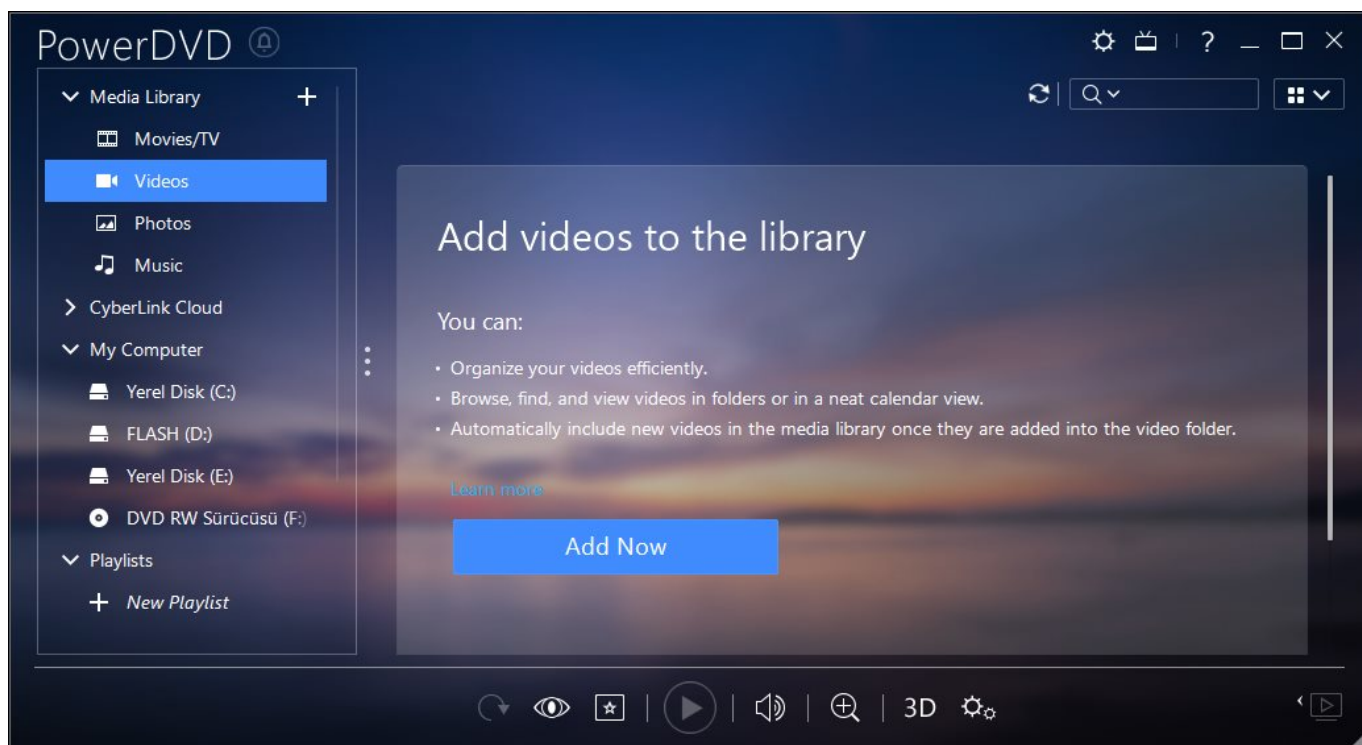 PowerDVD
Media Library
Movies/TV
Videos
Photos
Music
CyberLink Cloud
My Computer
Yerel Disk (C:)
FLASH (D:)
Yerel Disk (E:)
DVD RW Sürücüsü (F:)
Playlists
New Playlist
Add videos to the library
You can:
• Organize your videos efficiently.
• Browse, find, and view videos in folders or in a neat calendar view.
• Automatically include new videos in the media library once they are added into the video folder.
Learn more
Add Now
3D